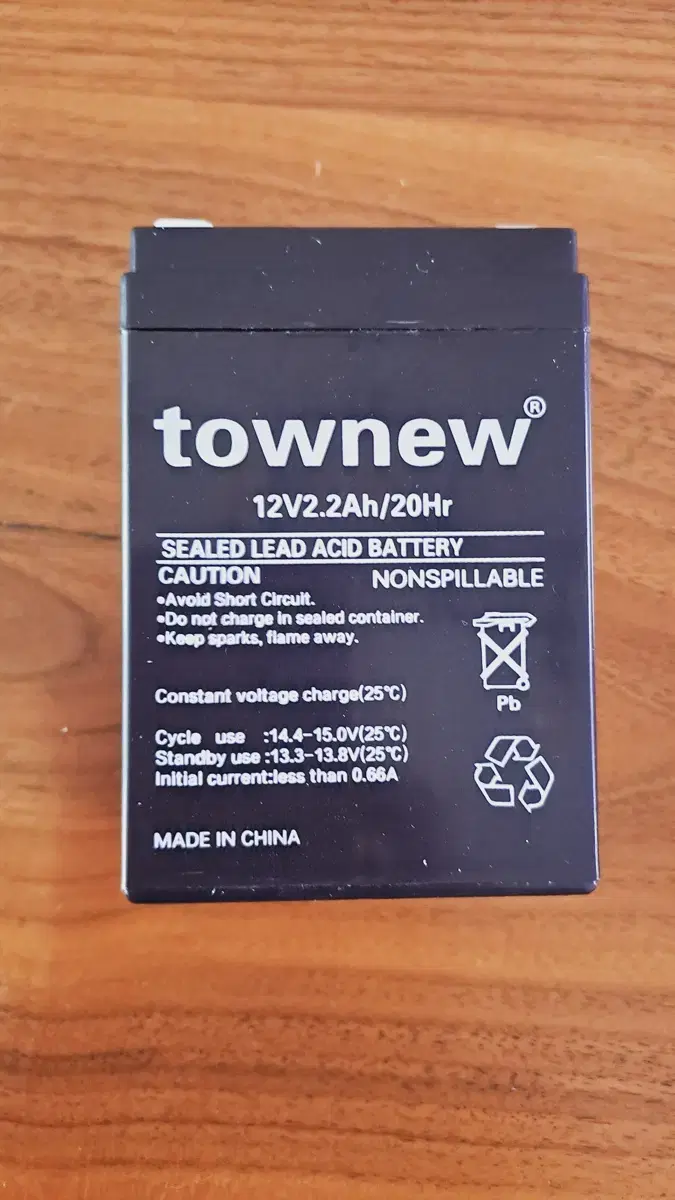 townew®
12V2.2Ah/20Hr
SEALED LEAD ACID BATTERY
CAUTION NONSPILLABLE
•Avoid Short Circuit.
•Do not charge in sealed container.
•Keep sparks, flame away.
Pb
Constant voltage charge(25℃)
Cycle use :14.4-15.0V(25℃)
Standby use :13.3-13.8V(25℃)
Initial current:less than 0.66A
MADE IN CHINA